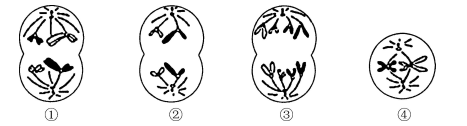 ① ② ③ ④